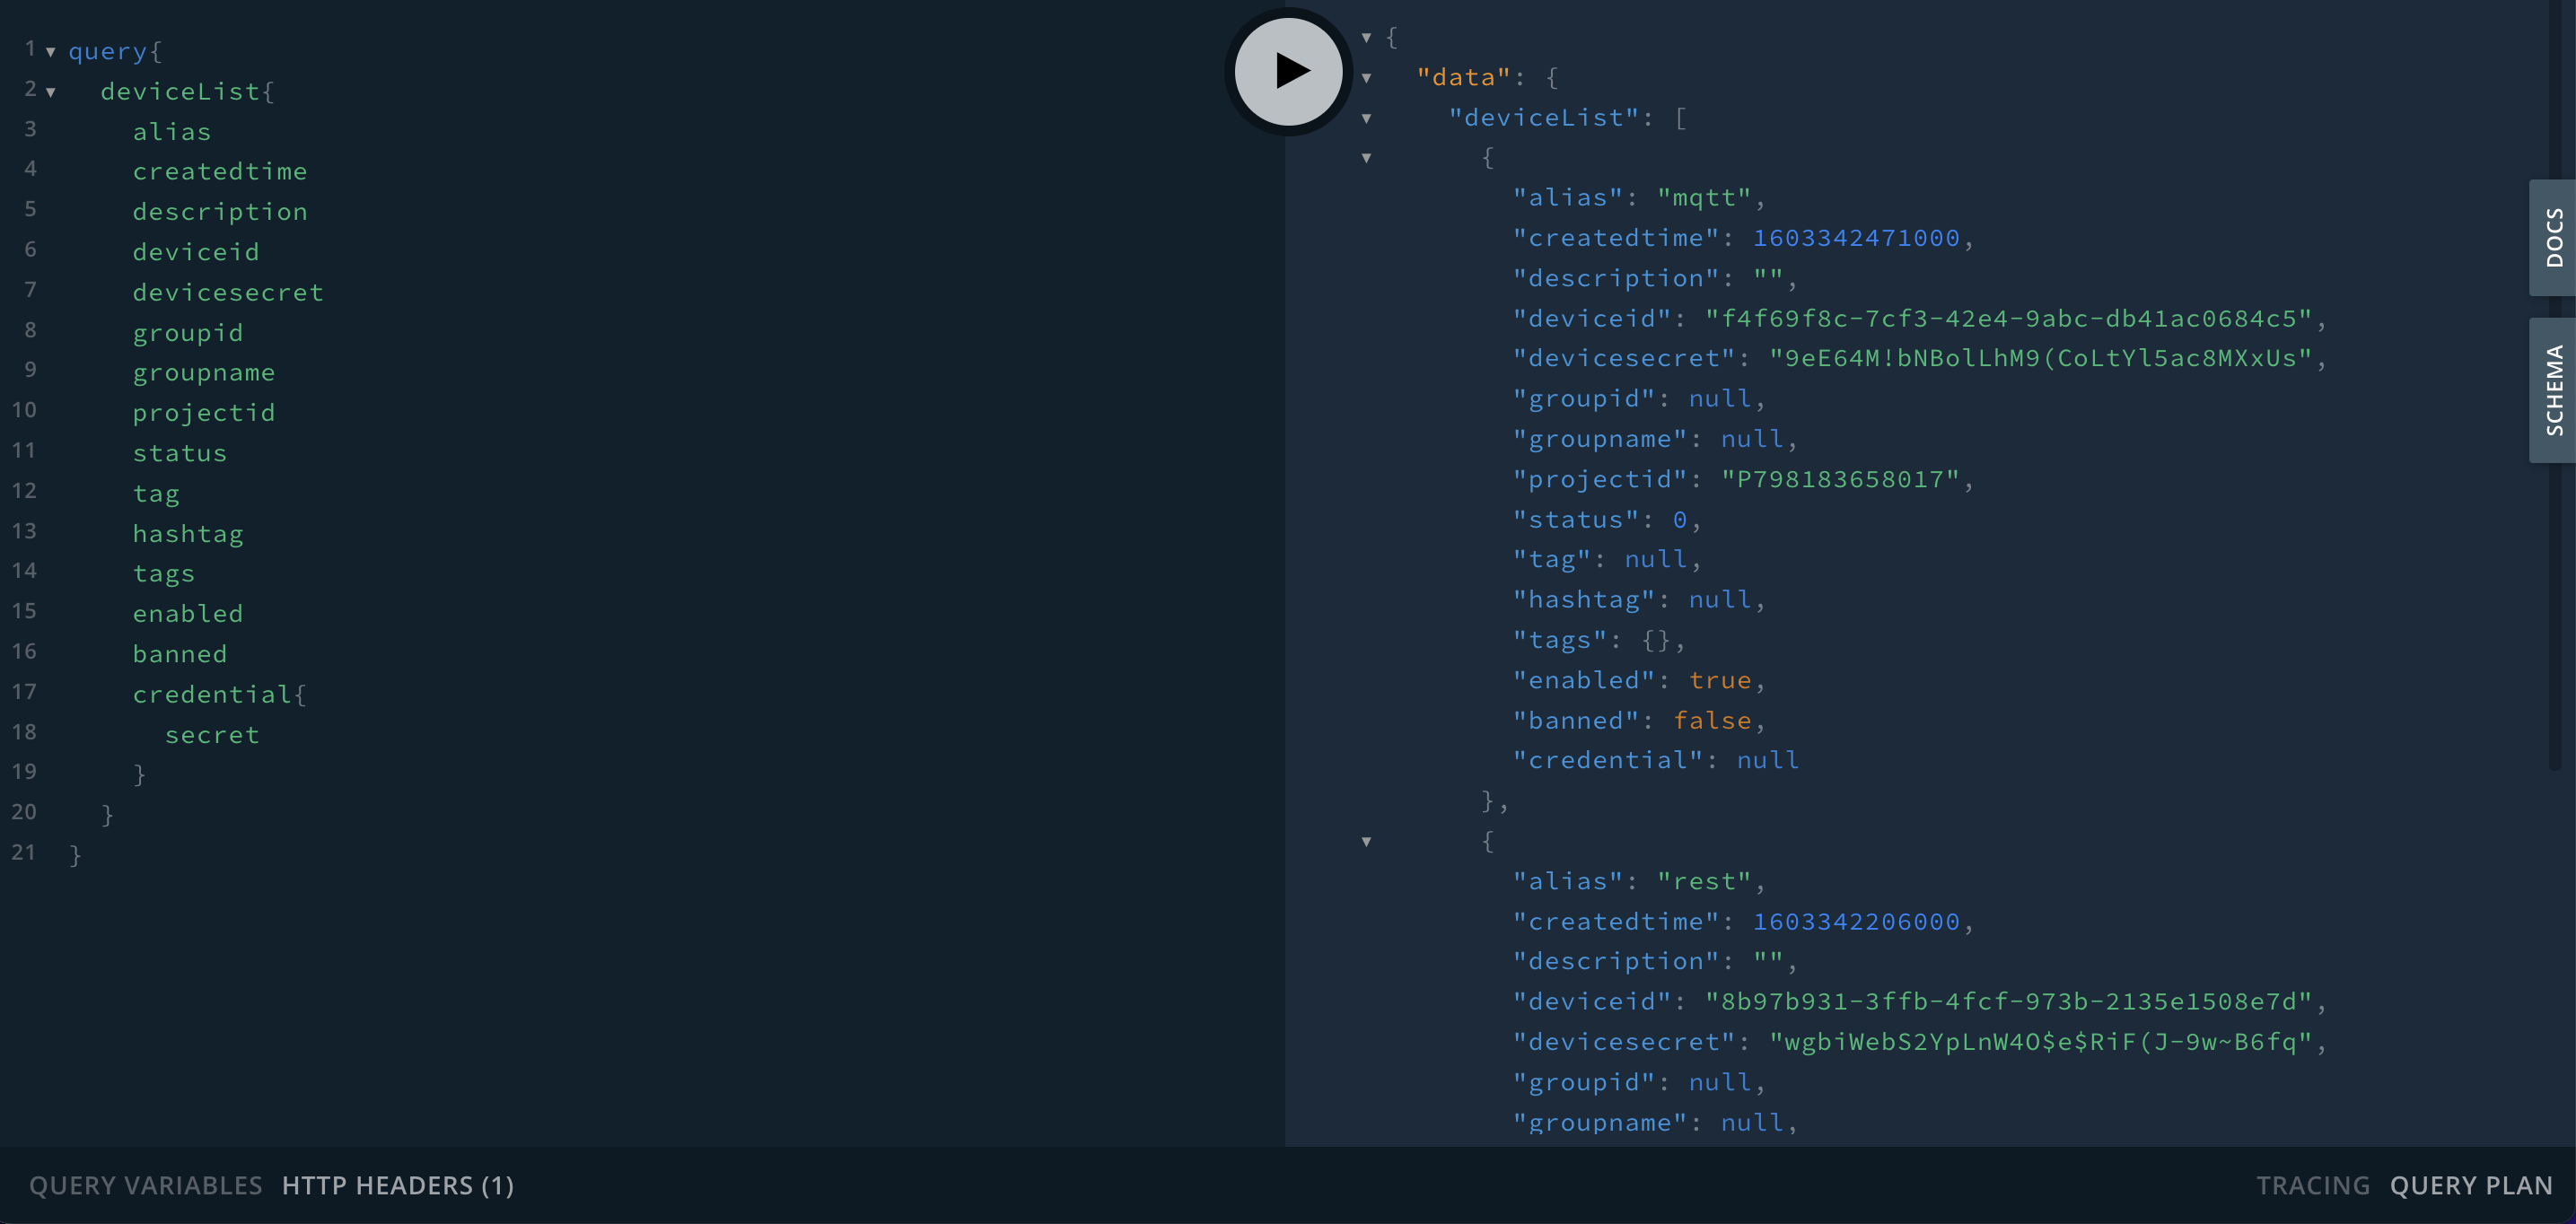 1 query{
2 deviceList{
3 alias
4 createdtime
5 description
6 deviceid
7 devicesecret
8 groupid
9 groupname
10 projectid
11 status
12 tag
13 hashtag
14 tags
15 enabled
16 banned
17 credential{
18 secret
19 }
20 }
21 }
{
"data": {
"deviceList": [
{
"alias": "mqtt",
"createdtime": 1603342471000,
"description": "",
"deviceid": "f4f69f8c-7cf3-42e4-9abc-db41ac0684c5",
"devicesecret": "9eE64M!bNBolLhM9(CoLtYl5ac8MXxUs",
"groupid": null,
"groupname": null,
"projectid": "P798183658017",
"status": 0,
"tag": null,
"hashtag": null,
"tags": {},
"enabled": true,
"banned": false,
"credential": null
},
{
"alias": "rest",
"createdtime": 1603342206000,
"description": "",
"deviceid": "8b97b931-3ffb-4fcf-973b-2135e1508e7d",
"devicesecret": "wgbiWebS2YpLnW4O$e$RiF(J-9w~B6fq",
"groupid": null,
"groupname": null,
DOCS
SCHEMA
QUERY VARIABLES HTTP HEADERS (1)
TRACING QUERY PLAN